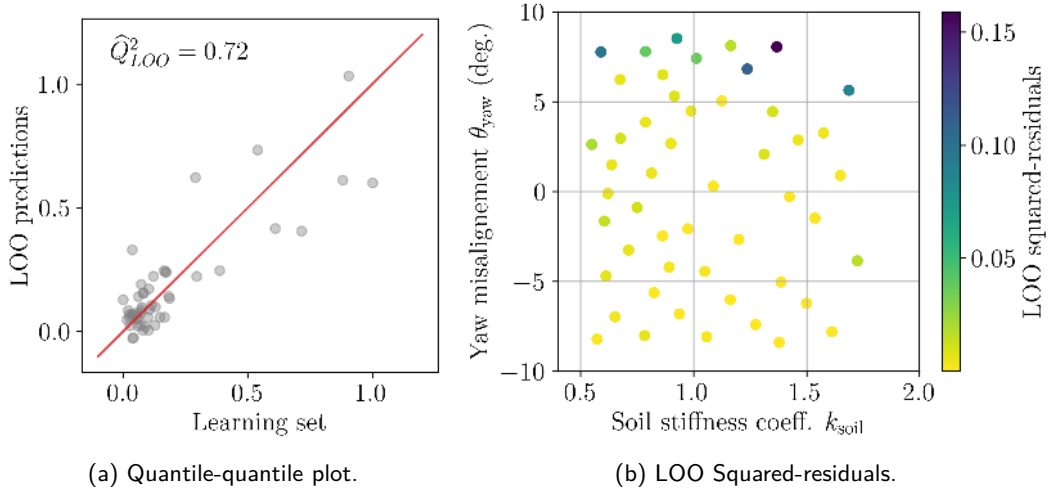 Q̂²_LOO = 0.72
1.0
0.5
0.0
LOO predictions
0.0 0.5 1.0
Learning set
(a) Quantile-quantile plot.
10
5
0
−5
−10
Yaw misalignement θ_yaw (deg.)
0.5 1.0 1.5 2.0
Soil stiffness coeff. k_soil
0.15
0.10
0.05
LOO squared-residuals
(b) LOO Squared-residuals.